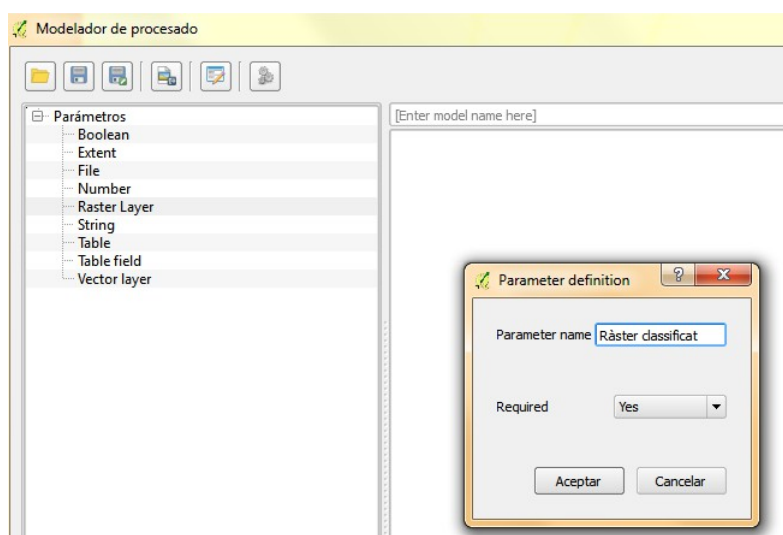 Modelador de procesado
Parámetros
Boolean
Extent
File
Number
Raster Layer
String
Table
Table field
Vector layer
[Enter model name here]
Parameter definition
Parameter name Ràster classificat
Required Yes
Aceptar Cancelar